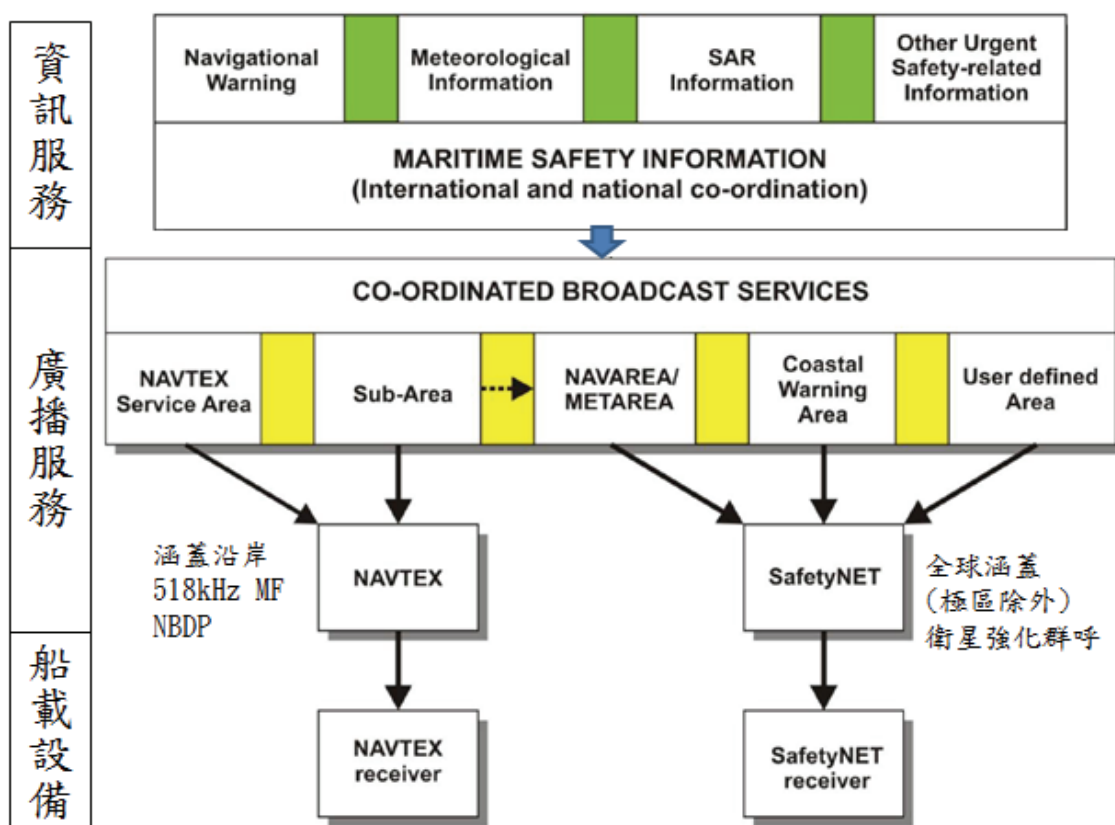 資訊服務
Navigational
Warning
Meteorological
Information
SAR
Information
Other Urgent
Safety-related
Information
MARITIME SAFETY INFORMATION
(International and national co-ordination)
廣播服務
CO-ORDINATED BROADCAST SERVICES
NAVTEX
Service Area
Sub-Area
NAVAREA/
METAREA
Coastal
Warning
Area
User defined
Area
涵蓋沿岸
518kHz MF
NBDP
NAVTEX
SafetyNET
全球涵蓋
(極區除外)
衛星強化群呼
船載設備
NAVTEX
receiver
SafetyNET
receiver